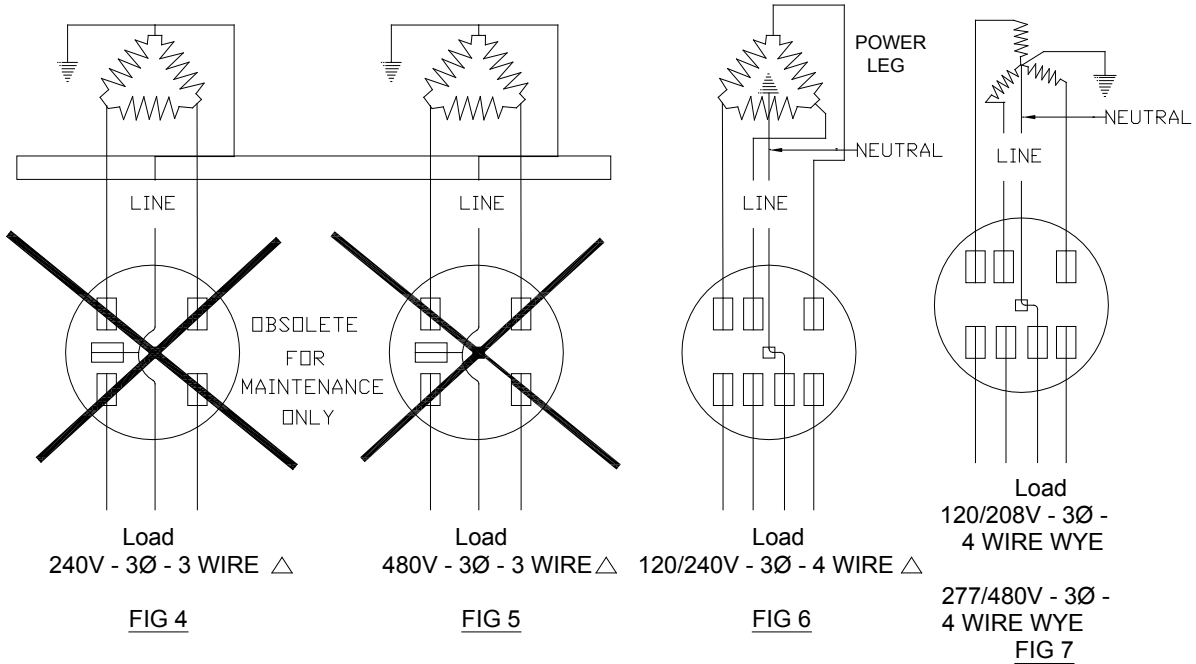 POWER
LEG
NEUTRAL
NEUTRAL
LINE
LINE
LINE
LINE
OBSOLETE
FOR
MAINTENANCE
ONLY
Load
240V - 3Ø - 3 WIRE △
FIG 4
Load
480V - 3Ø - 3 WIRE △
FIG 5
Load
120/240V - 3Ø - 4 WIRE △
FIG 6
Load
120/208V - 3Ø -
4 WIRE WYE
277/480V - 3Ø -
4 WIRE WYE
FIG 7